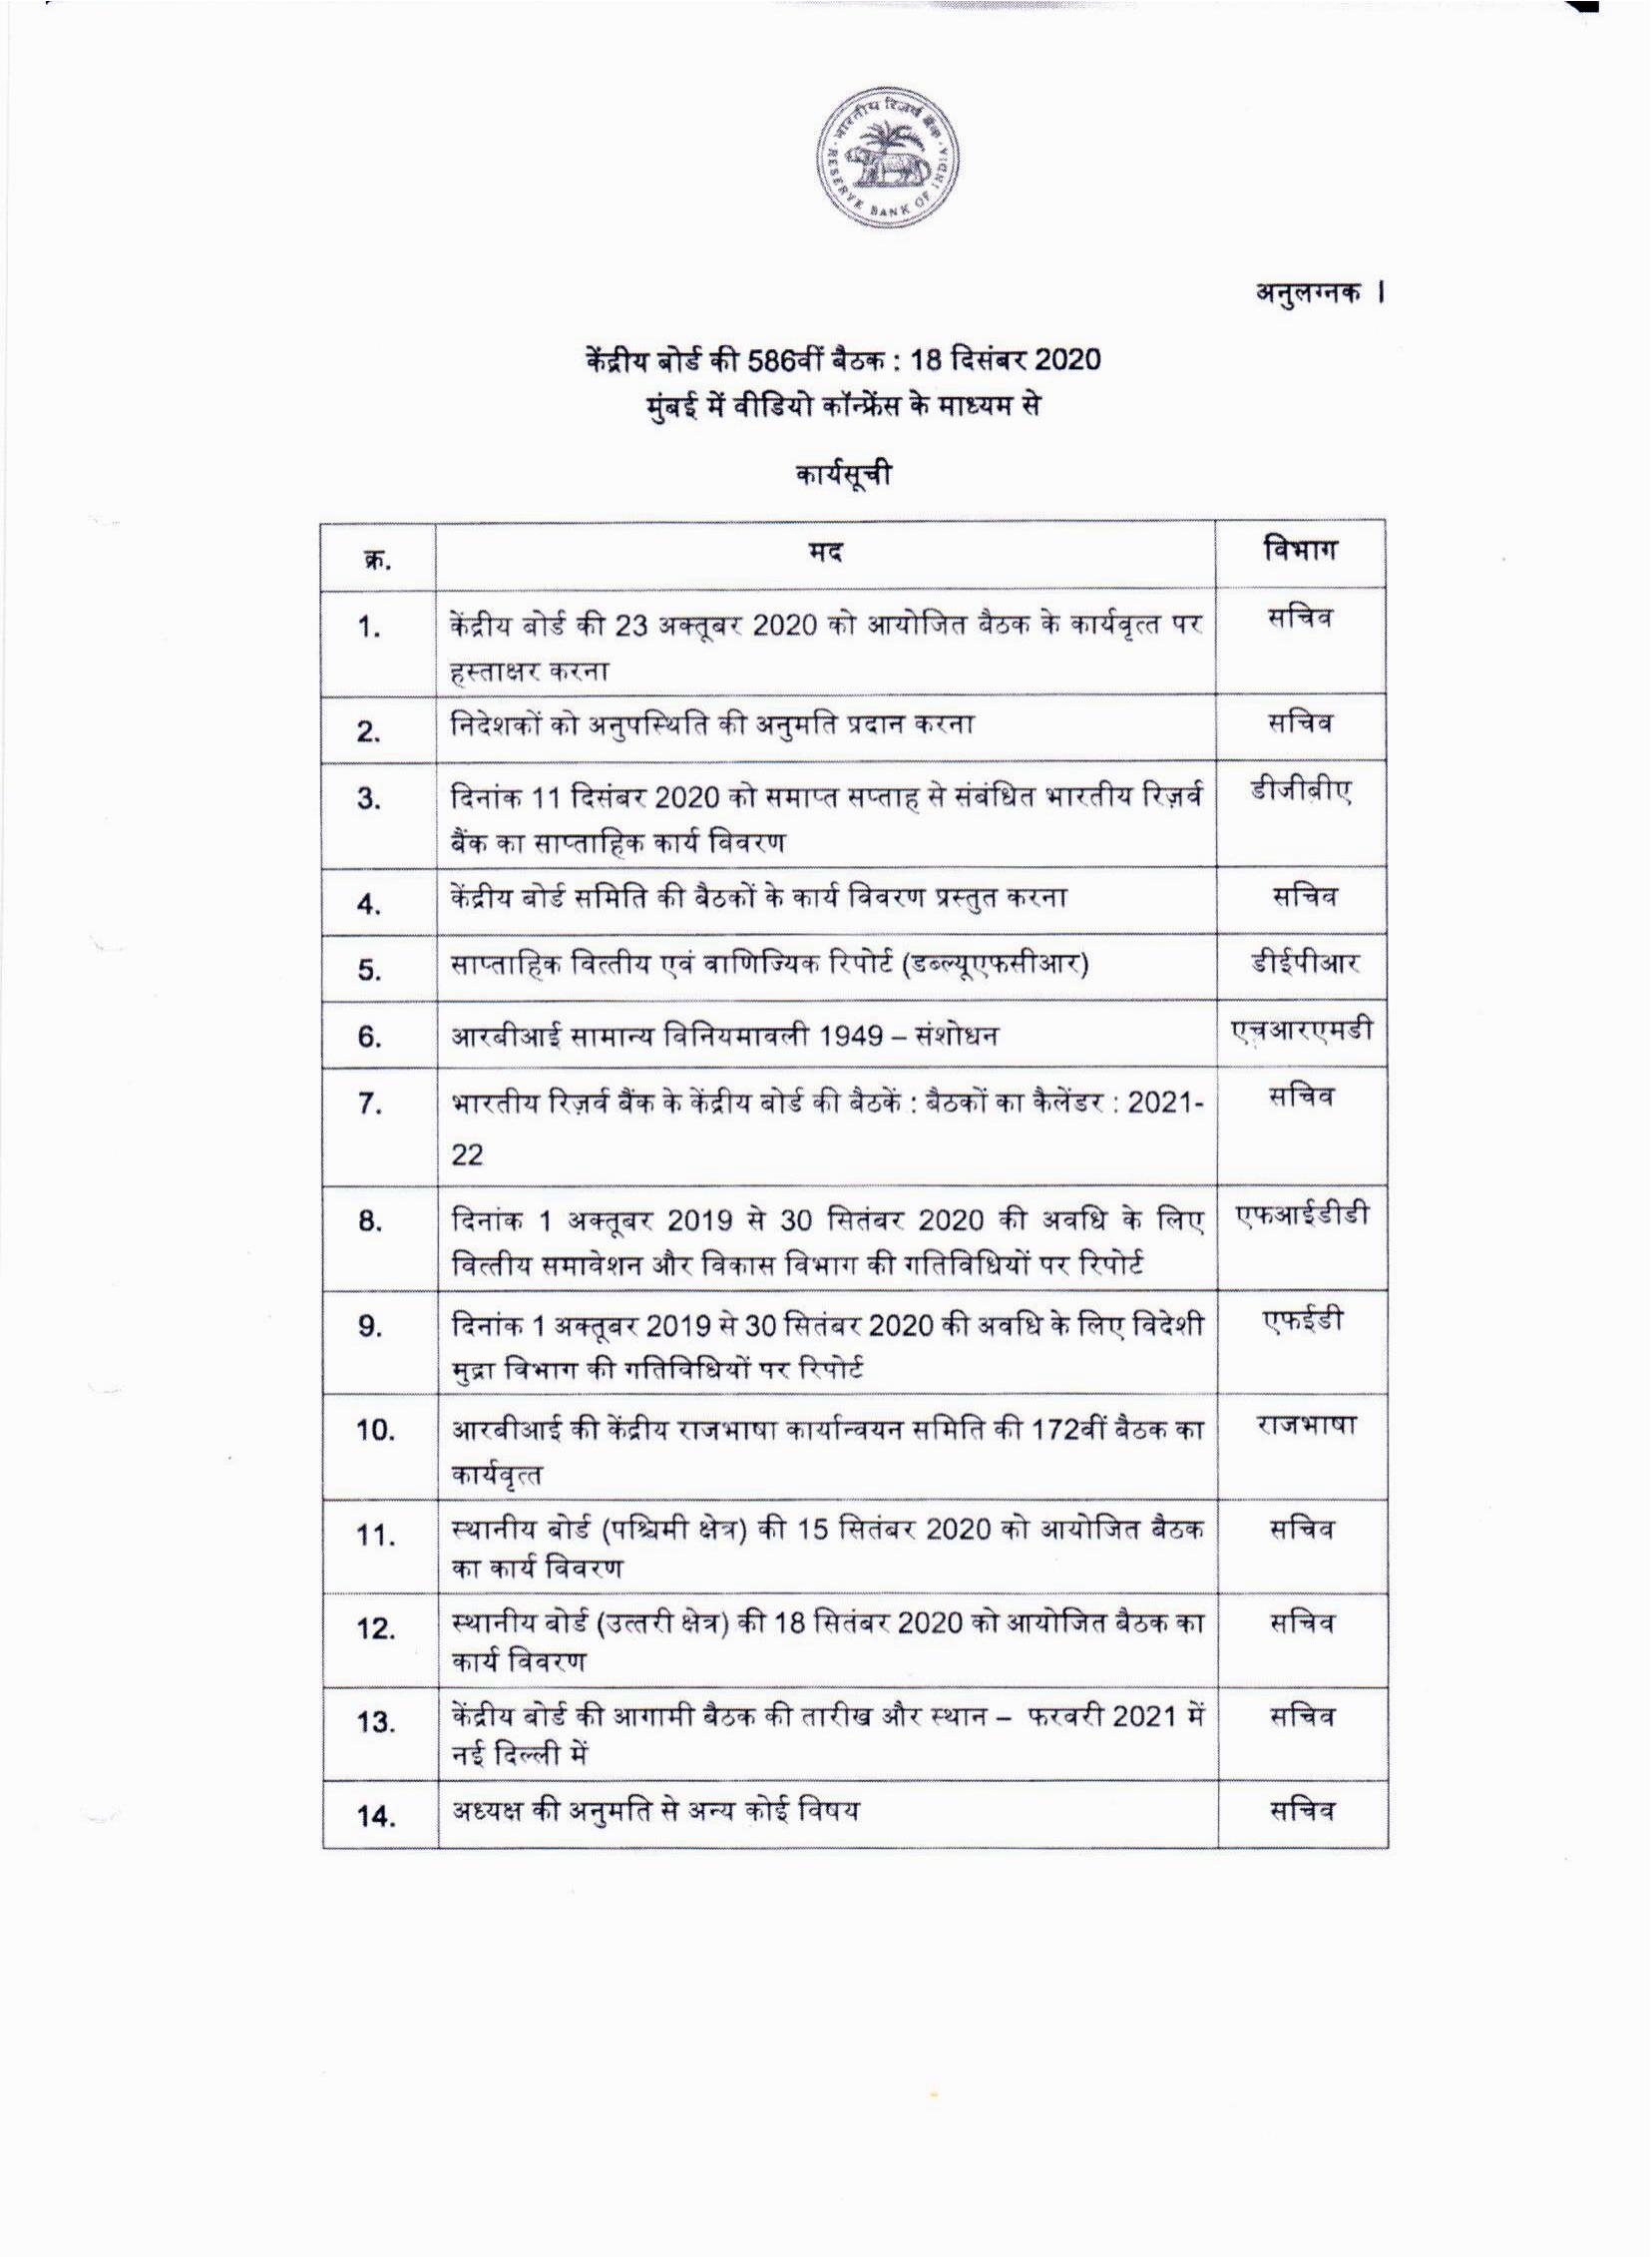 भारतीय रिज़र्व बैंक
RESERVE BANK OF INDIA
अनुलग्नक I
केंद्रीय बोर्ड की 586वीं बैठक : 18 दिसंबर 2020
मुंबई में वीडियो कॉन्फ्रेंस के माध्यम से
कार्यसूची
क्र. मद विभाग
1. केंद्रीय बोर्ड की 23 अक्तूबर 2020 को आयोजित बैठक के कार्यवृत्त पर सचिव
हस्ताक्षर करना
2. निदेशकों को अनुपस्थिति की अनुमति प्रदान करना सचिव
3. दिनांक 11 दिसंबर 2020 को समाप्त सप्ताह से संबंधित भारतीय रिज़र्व डीजीबीए
बैंक का साप्ताहिक कार्य विवरण
4. केंद्रीय बोर्ड समिति की बैठकों के कार्य विवरण प्रस्तुत करना सचिव
5. साप्ताहिक वित्तीय एवं वाणिज्यिक रिपोर्ट (डब्ल्यूएफसीआर) डीईपीआर
6. आरबीआई सामान्य विनियमावली 1949 – संशोधन एचआरएमडी
7. भारतीय रिज़र्व बैंक के केंद्रीय बोर्ड की बैठकें : बैठकों का कैलेंडर : 2021- सचिव
22
8. दिनांक 1 अक्तूबर 2019 से 30 सितंबर 2020 की अवधि के लिए एफआईडीडी
वित्तीय समावेशन और विकास विभाग की गतिविधियों पर रिपोर्ट
9. दिनांक 1 अक्तूबर 2019 से 30 सितंबर 2020 की अवधि के लिए विदेशी एफईडी
मुद्रा विभाग की गतिविधियों पर रिपोर्ट
10. आरबीआई की केंद्रीय राजभाषा कार्यान्वयन समिति की 172वीं बैठक का राजभाषा
कार्यवृत्त
11. स्थानीय बोर्ड (पश्चिमी क्षेत्र) की 15 सितंबर 2020 को आयोजित बैठक सचिव
का कार्य विवरण
12. स्थानीय बोर्ड (उत्तरी क्षेत्र) की 18 सितंबर 2020 को आयोजित बैठक का सचिव
कार्य विवरण
13. केंद्रीय बोर्ड की आगामी बैठक की तारीख और स्थान – फरवरी 2021 में सचिव
नई दिल्ली में
14. अध्यक्ष की अनुमति से अन्य कोई विषय सचिव